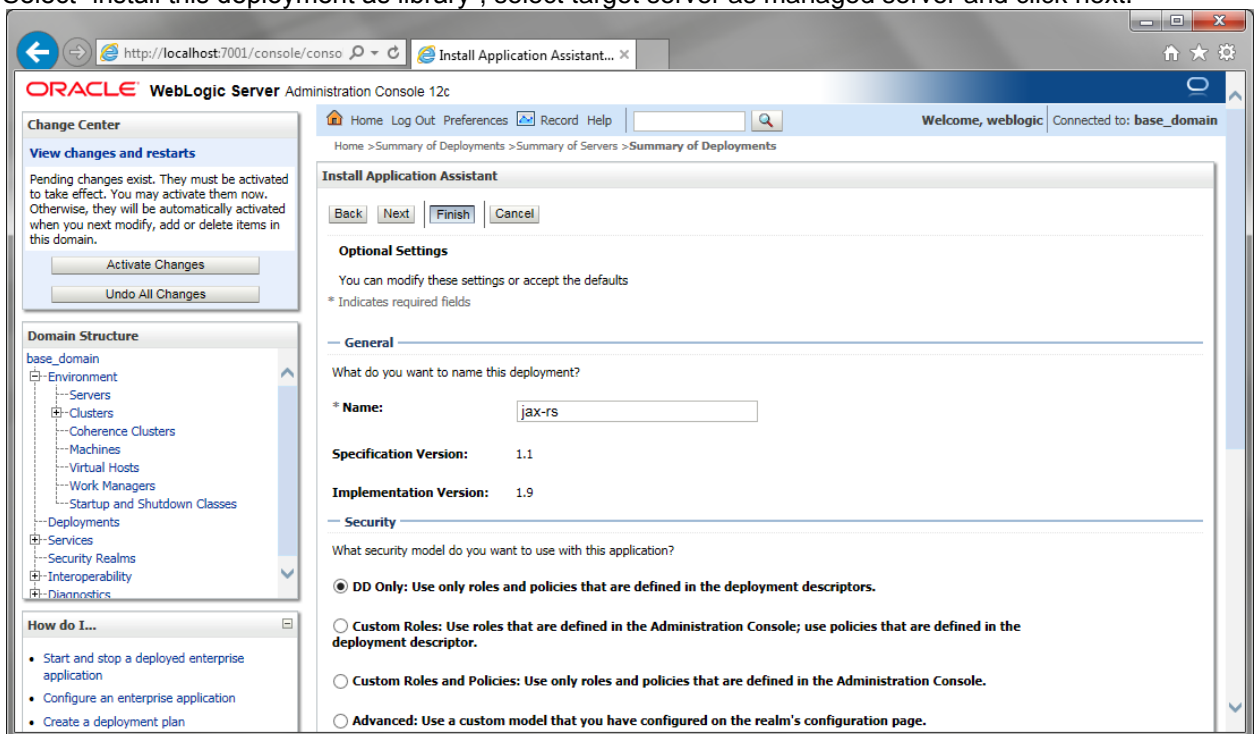 Select "install this deployment as library", select target server as managed server and click next.
http://localhost:7001/console/conso
Install Application Assistant...
ORACLE WebLogic Server Administration Console 12c
Change Center
View changes and restarts
Pending changes exist. They must be activated
to take effect. You may activate them now.
Otherwise, they will be automatically activated
when you next modify, add or delete items in
this domain.
Activate Changes
Undo All Changes
Domain Structure
base_domain
Environment
Servers
Clusters
Coherence Clusters
Machines
Virtual Hosts
Work Managers
Startup and Shutdown Classes
Deployments
Services
Security Realms
Interoperability
Diagnostics
How do I...
Start and stop a deployed enterprise
application
Configure an enterprise application
Create a deployment plan
Home Log Out Preferences Record Help
Welcome, weblogic Connected to: base_domain
Home >Summary of Deployments >Summary of Servers >Summary of Deployments
Install Application Assistant
Back Next Finish Cancel
Optional Settings
You can modify these settings or accept the defaults
* Indicates required fields
General
What do you want to name this deployment?
* Name: jax-rs
Specification Version: 1.1
Implementation Version: 1.9
Security
What security model do you want to use with this application?
DD Only: Use only roles and policies that are defined in the deployment descriptors.
Custom Roles: Use roles that are defined in the Administration Console; use policies that are defined in the
deployment descriptor.
Custom Roles and Policies: Use only roles and policies that are defined in the Administration Console.
Advanced: Use a custom model that you have configured on the realm's configuration page.